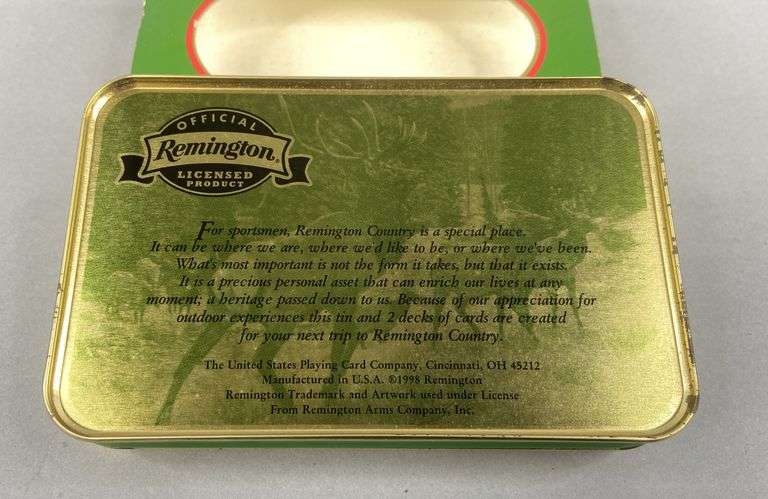 OFFICIAL
Remington®
LICENSED
PRODUCT
For sportsmen, Remington Country is a special place.
It can be where we are, where we'd like to be, or where we've been.
What's most important is not the form it takes, but that it exists.
It is a precious personal asset that can enrich our lives at any
moment; a heritage passed down to us. Because of our appreciation for
outdoor experiences this tin and 2 decks of cards are created
for your next trip to Remington Country.
The United States Playing Card Company, Cincinnati, OH 45212
Manufactured in U.S.A. ©1998 Remington
Remington Trademark and Artwork used under License
From Remington Arms Company, Inc.